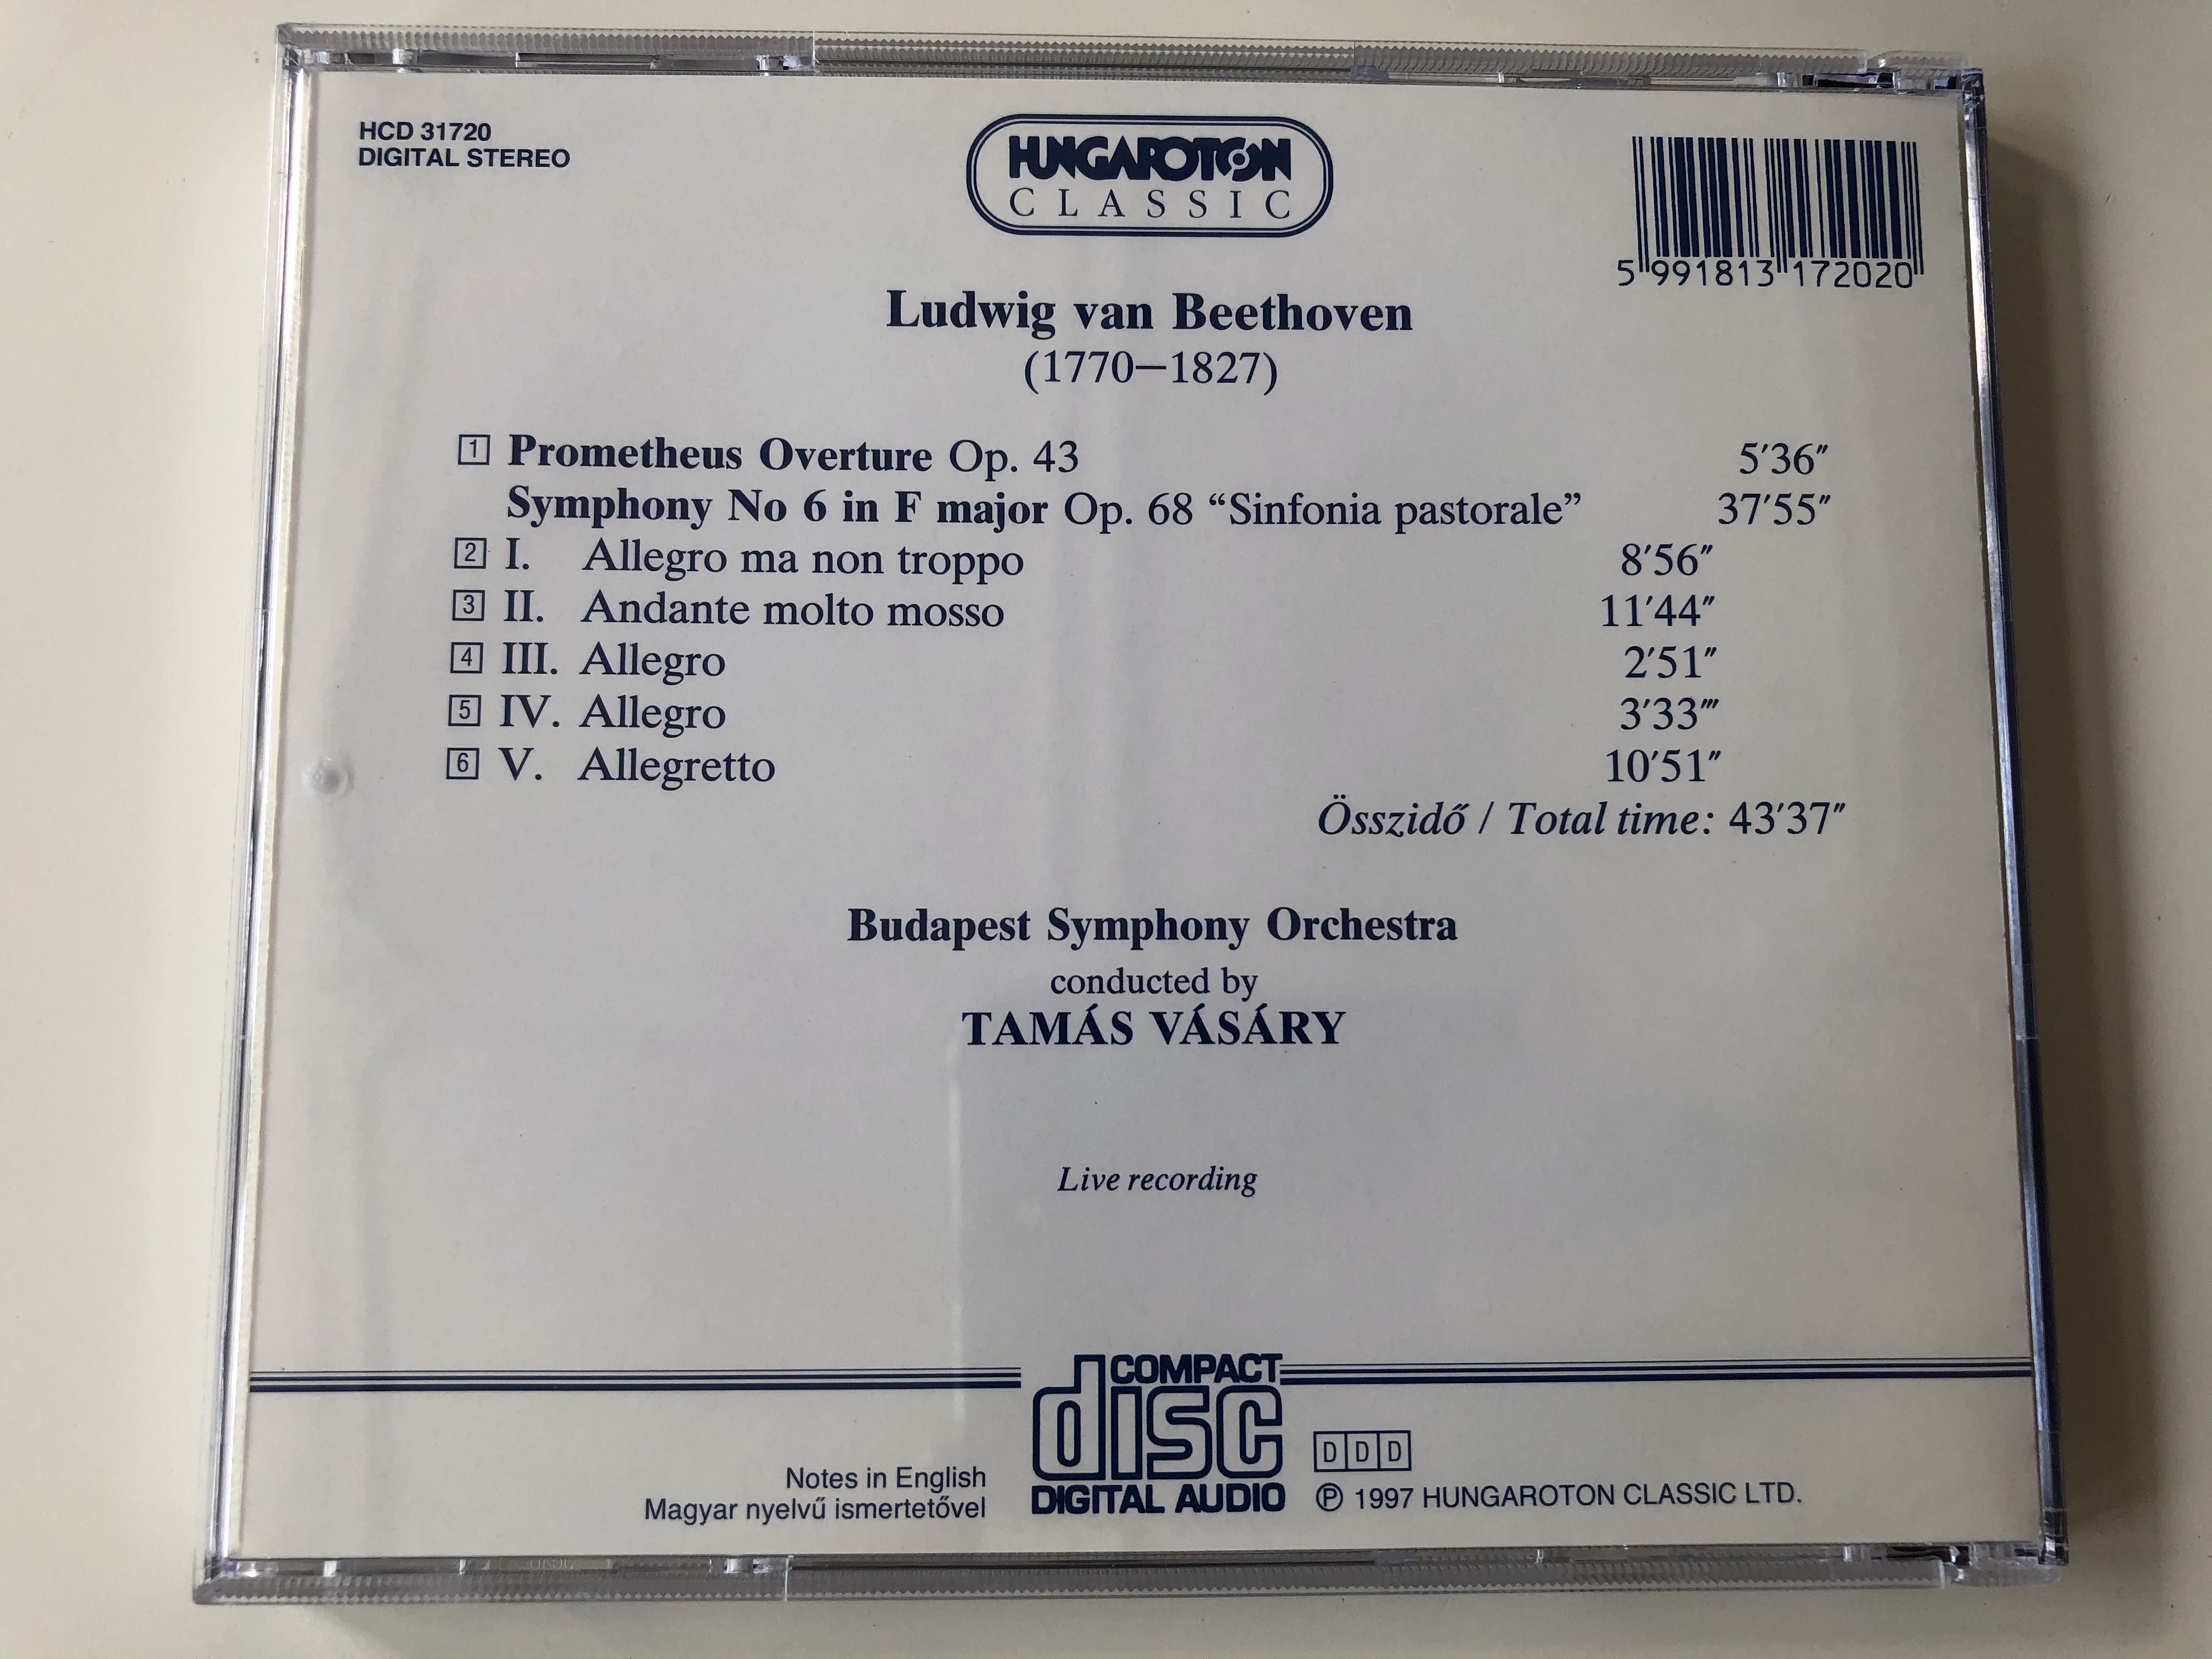 HCD 31720
DIGITAL STEREO
HUNGAROTON
CLASSIC
5 991813 172020
Ludwig van Beethoven
(1770–1827)
1 Prometheus Overture Op. 43 5′36″
Symphony No 6 in F major Op. 68 “Sinfonia pastorale” 37′55″
2 I. Allegro ma non troppo 8′56″
3 II. Andante molto mosso 11′44″
4 III. Allegro 2′51″
5 IV. Allegro 3′33‴
6 V. Allegretto 10′51″
Összidő / Total time: 43′37″
Budapest Symphony Orchestra
conducted by
TAMÁS VÁSÁRY
Live recording
COMPACT
disc
DIGITAL AUDIO
Notes in English
Magyar nyelvű ismertetővel
D D D
℗ 1997 HUNGAROTON CLASSIC LTD.